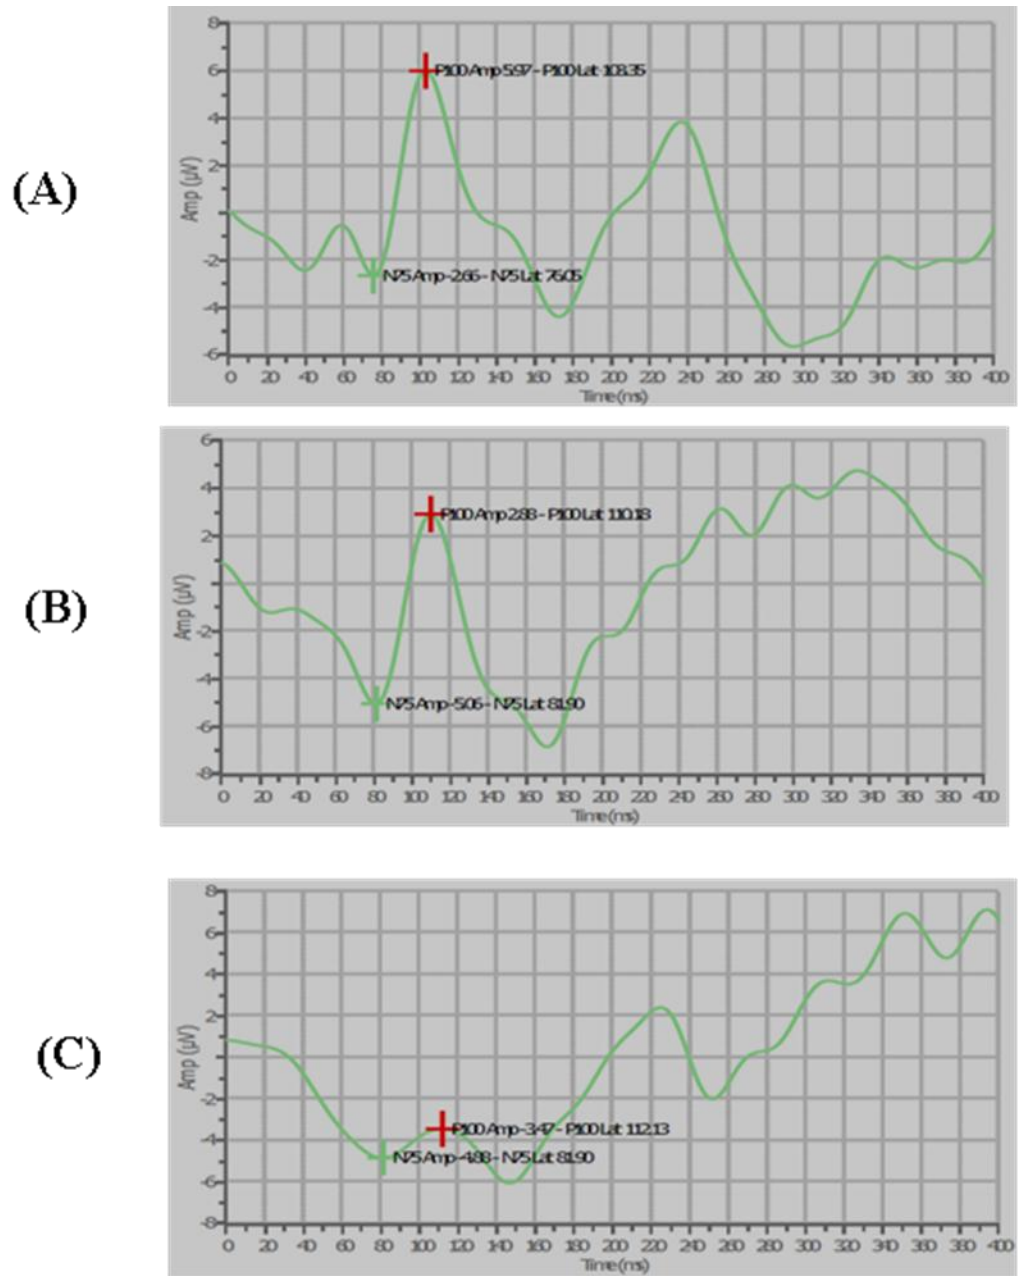 (A)
8
6
4
2
-2
-4
-6
Amp (µV)
P100 Amp 5.97 - P100 Lat 103.35
N75 Amp -2.66 - N75 Lat 76.05
0 20 40 60 80 100 120 140 160 180 200 220 240 260 280 300 320 340 360 380 400
Time (ms)
(B)
6
4
2
-2
-4
-6
-8
Amp (µV)
P100 Amp 2.88 - P100 Lat 110.18
N75 Amp -5.06 - N75 Lat 81.90
0 20 40 60 80 100 120 140 160 180 200 220 240 260 280 300 320 340 360 380 400
Time (ms)
(C)
8
6
4
2
-2
-4
-6
-8
Amp (µV)
P100 Amp -3.47 - P100 Lat 112.13
N75 Amp -4.88 - N75 Lat 81.90
0 20 40 60 80 100 120 140 160 180 200 220 240 260 280 300 320 340 360 380 400
Time (ms)